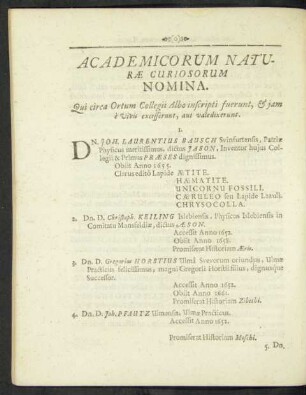 ACADEMICORUM NATU-
RÆ CURIOSORUM
NOMINA.
Qui circa Ortum Collegii Albo inscripti fuerunt, & jam
è Vivis excesserunt, aut valedixerunt.
1.
DN. JOH. LAURENTIUS BAUSCH Svinfurtensis, Patriæ
Physicus meritissimus, dictus JASON. Inventor hujus Col-
legii & Primus PRÆSES dignissimus.
Obiit Anno 1665.
Clarus edito Lapide ÆTITE.
HÆMATITE.
UNICORNU FOSSILI.
CÆRULEO seu Lapide Lazuli.
CHRYSOCOLLA.
2. Dn. D. Christoph. KEILING Islebiensis, Physicus Islebiensis in
Comitatu Mansfeldiæ, dictus ÆSON.
Accessit Anno 1652.
Obiit Anno
Promiserat Historiam
3. Dn. D. Gregorius HORSTIUS Ulmâ Suevorum oriundus, Ulmæ
Practicus felicissimus, magni Gregorii Horstii filius, dignusque
Successor.
Accessit Anno 1652.
Obiit Anno 1661.
Promiserat Historiam Zibethi.
4. Dn. D. Joh. PFAUTZ Ulmensis, Ulmæ Practicus.
Accessit Anno 1652.
Promiserat Historiam Moschi.
5. Dn.